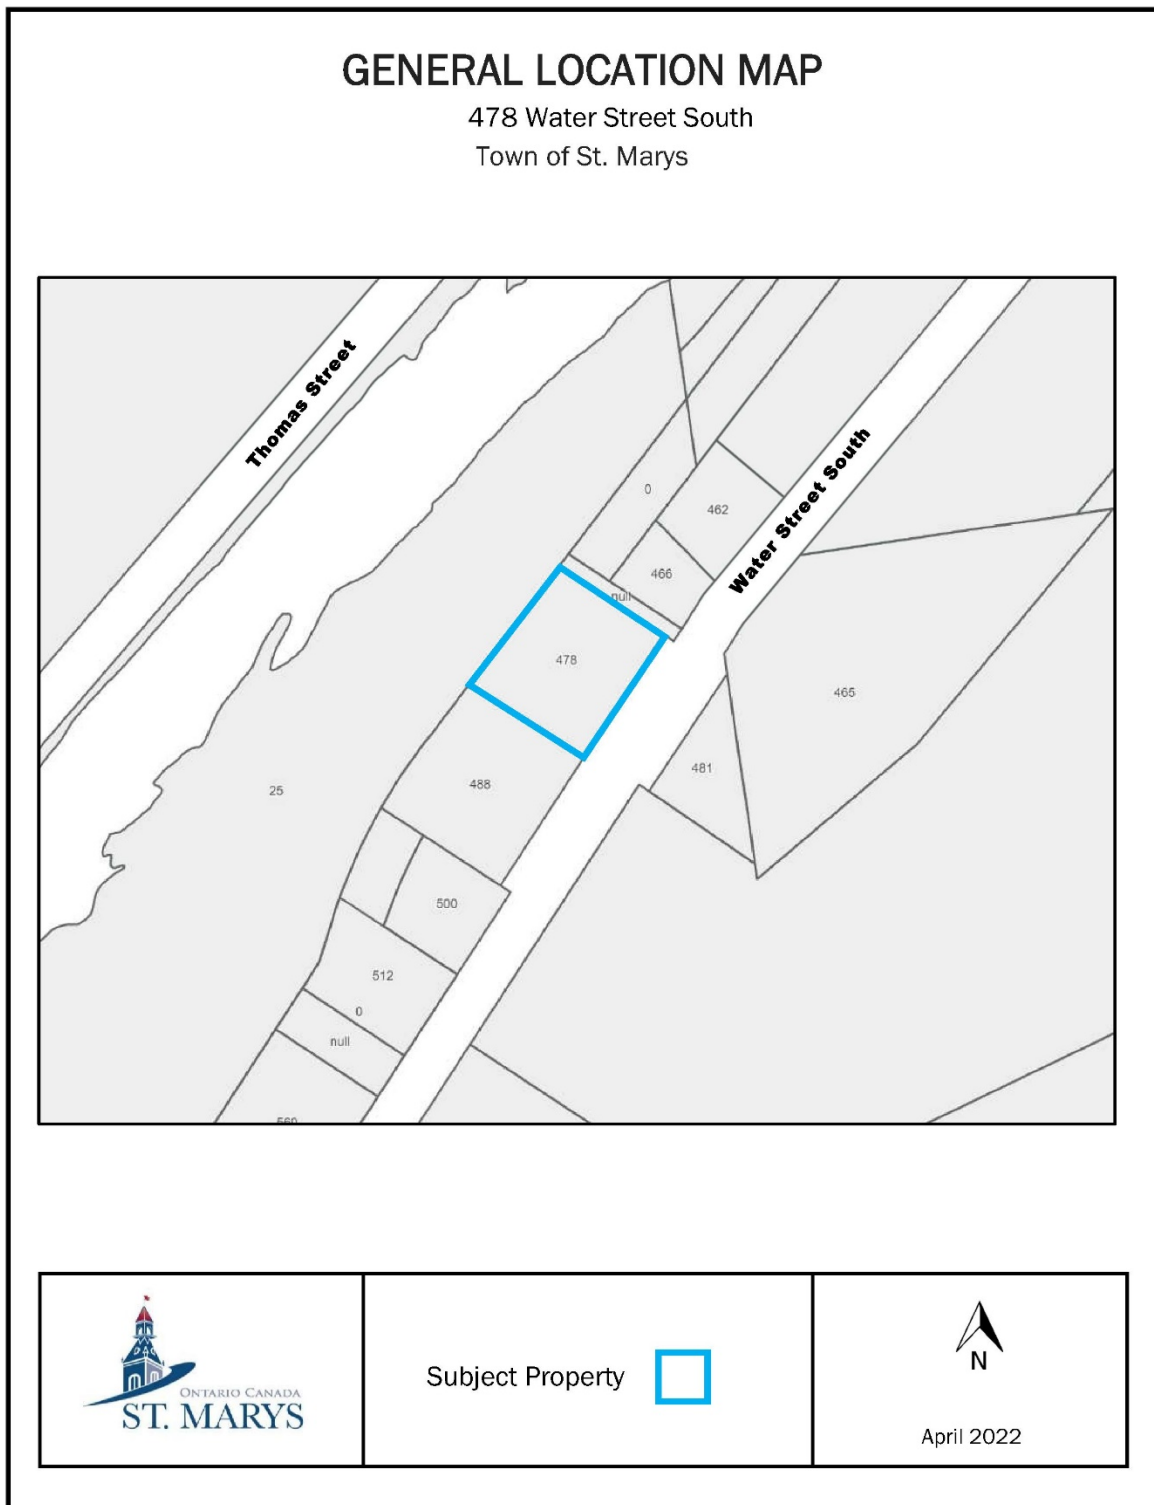 GENERAL LOCATION MAP
478 Water Street South
Town of St. Marys
Thomas Street
Water Street South
0
462
466
null
478
465
481
25
488
500
512
0
null
560
ONTARIO CANADA
ST. MARYS
Subject Property
N
April 2022